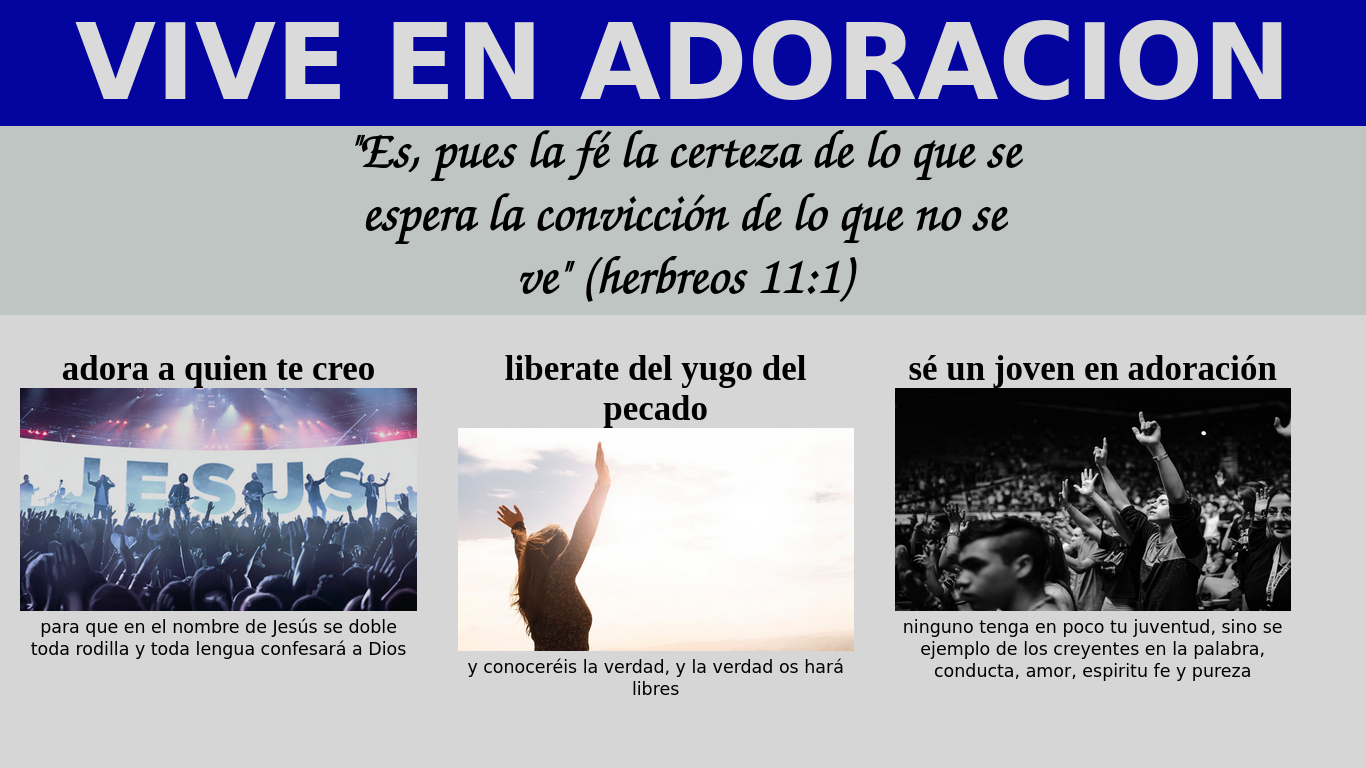 VIVE EN ADORACION
"Es, pues la fé la certeza de lo que se
espera la convicción de lo que no se
ve" (herbreos 11:1)
adora a quien te creo
JESUS
para que en el nombre de Jesús se doble
toda rodilla y toda lengua confesará a Dios
liberate del yugo del
pecado
y conoceréis la verdad, y la verdad os hará
libres
sé un joven en adoración
ninguno tenga en poco tu juventud, sino se
ejemplo de los creyentes en la palabra,
conducta, amor, espiritu fe y pureza